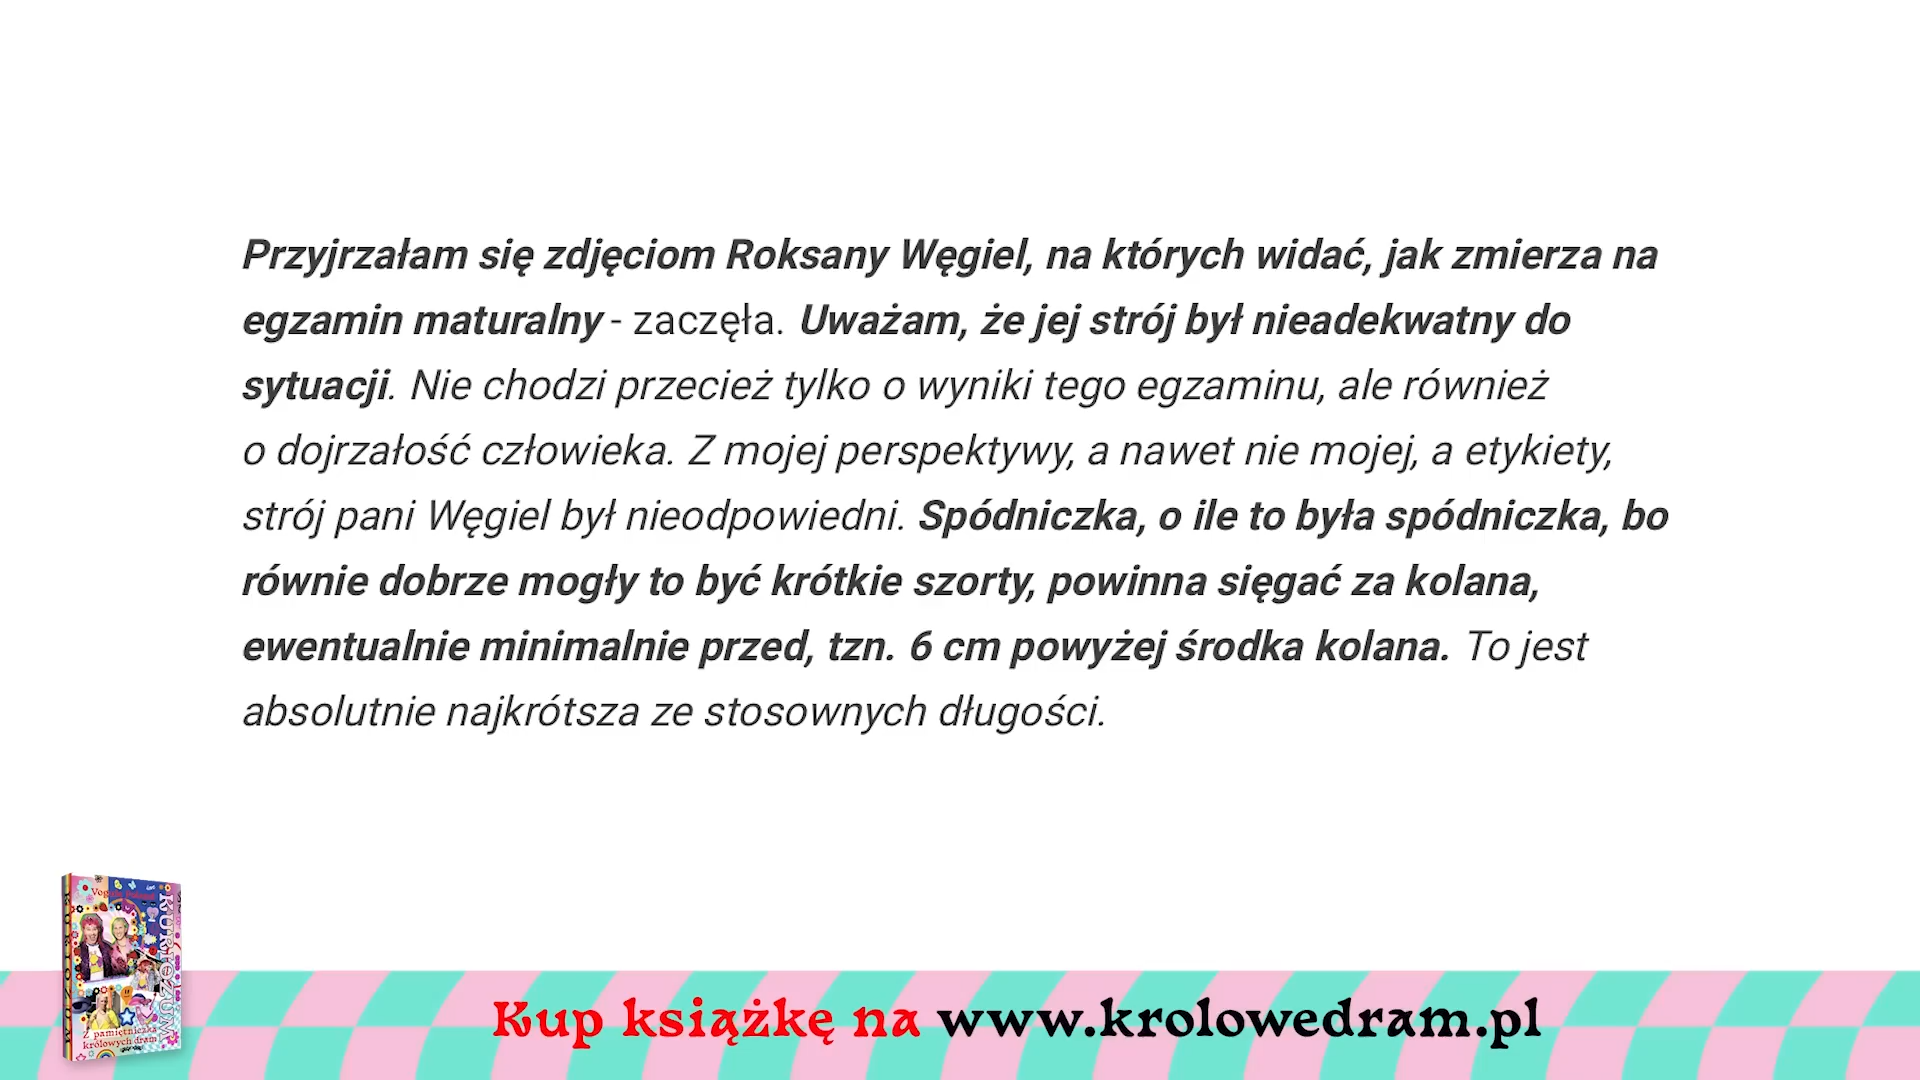 Przyjrzałam się zdjęciom Roksany Węgiel, na których widać, jak zmierza na
egzamin maturalny - zaczęła. Uważam, że jej strój był nieadekwatny do
sytuacji. Nie chodzi przecież tylko o wyniki tego egzaminu, ale również
o dojrzałość człowieka. Z mojej perspektywy, a nawet nie mojej, a etykiety,
strój pani Węgiel był nieodpowiedni. Spódniczka, o ile to była spódniczka, bo
równie dobrze mogły to być krótkie szorty, powinna sięgać za kolana,
ewentualnie minimalnie przed, tzn. 6 cm powyżej środka kolana. To jest
absolutnie najkrótsza ze stosownych długości.
Z pamiętniczka
królowych dram
Kup książkę na www.krolowedram.pl